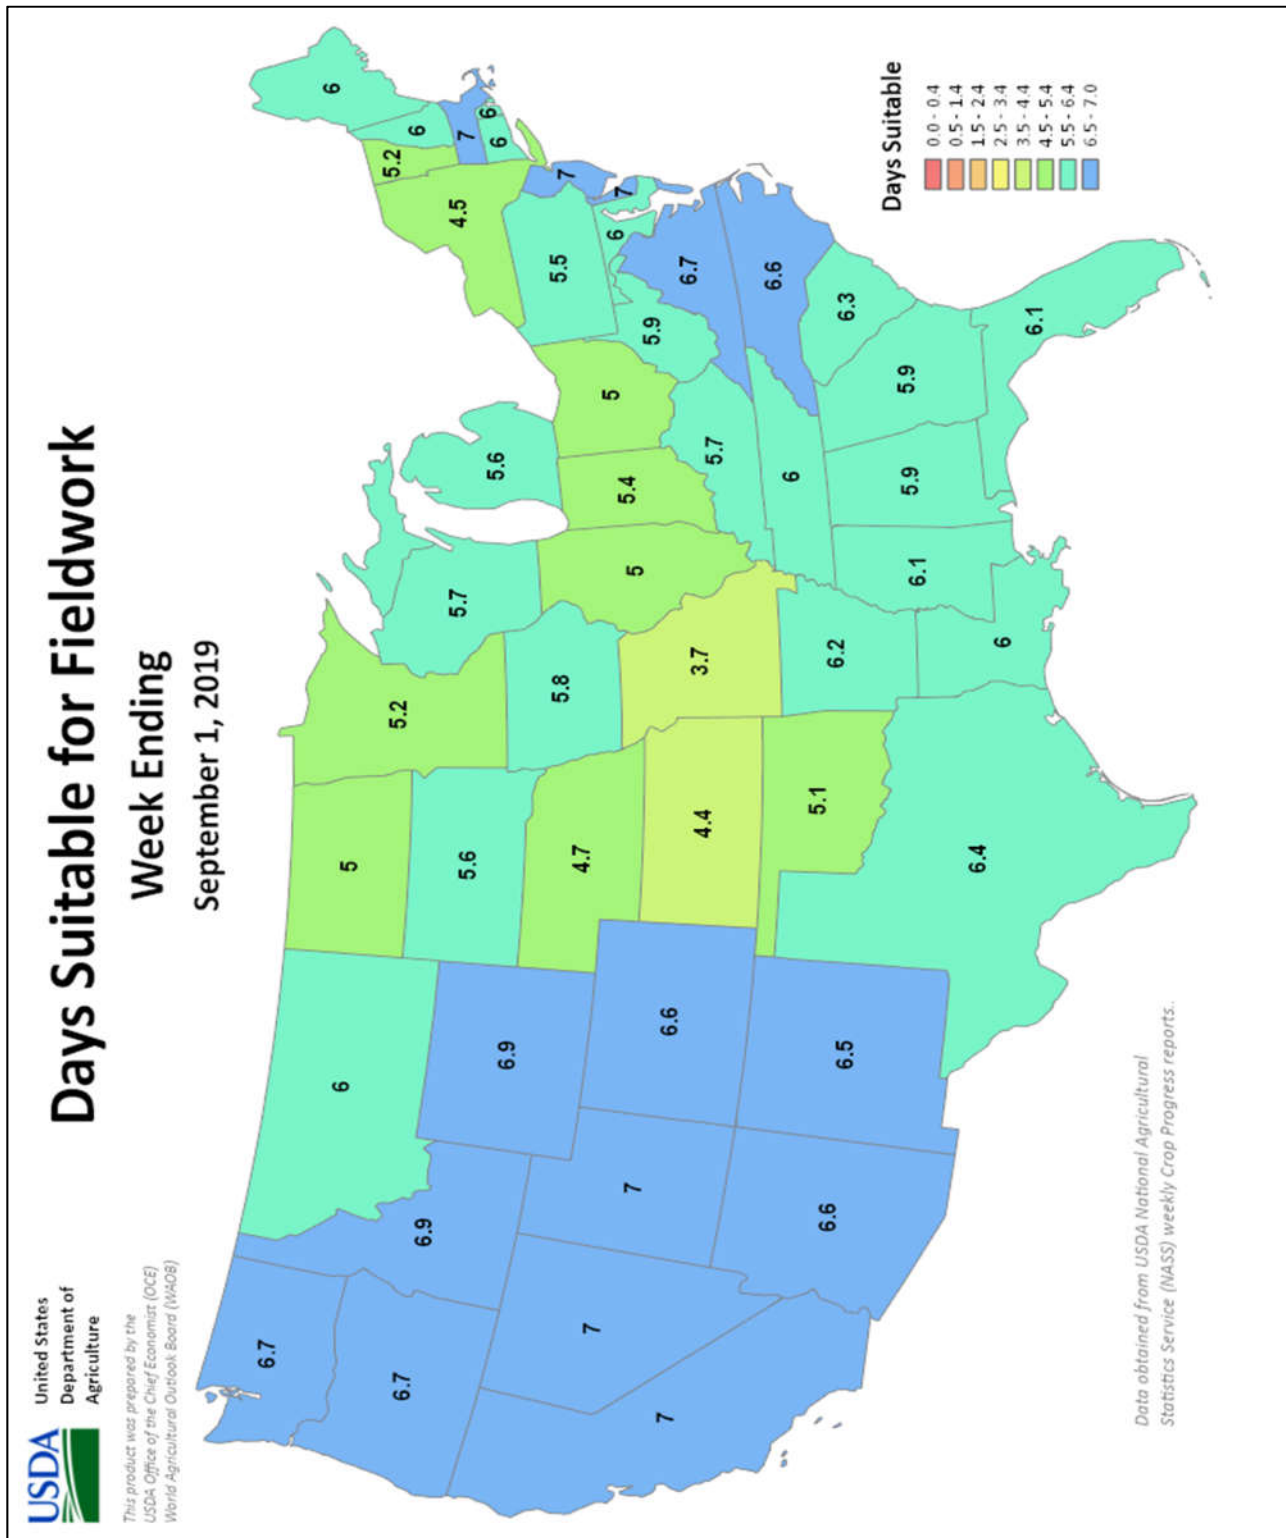 USDA
United States
Department of
Agriculture
This product was prepared by the
USDA Office of the Chief Economist (OCE)
World Agricultural Outlook Board (WAOB)
Days Suitable for Fieldwork
Week Ending
September 1, 2019
6.7
6.7
7
7
6.9
7
6.6
6
6.9
6.6
6.5
5
5.6
4.7
4.4
5.1
6.4
5.2
5.8
3.7
6.2
6
5.7
5
6.1
5.6
5.4
5
5.7
6
5.9
5.9
6.1
5.9
6.3
6.6
6.7
4.5
5.5
6
7
7
5.2
6
6
7
6
6
Days Suitable
0.0 - 0.4
0.5 - 1.4
1.5 - 2.4
2.5 - 3.4
3.5 - 4.4
4.5 - 5.4
5.5 - 6.4
6.5 - 7.0
Data obtained from USDA National Agricultural
Statistics Service (NASS) weekly Crop Progress reports..